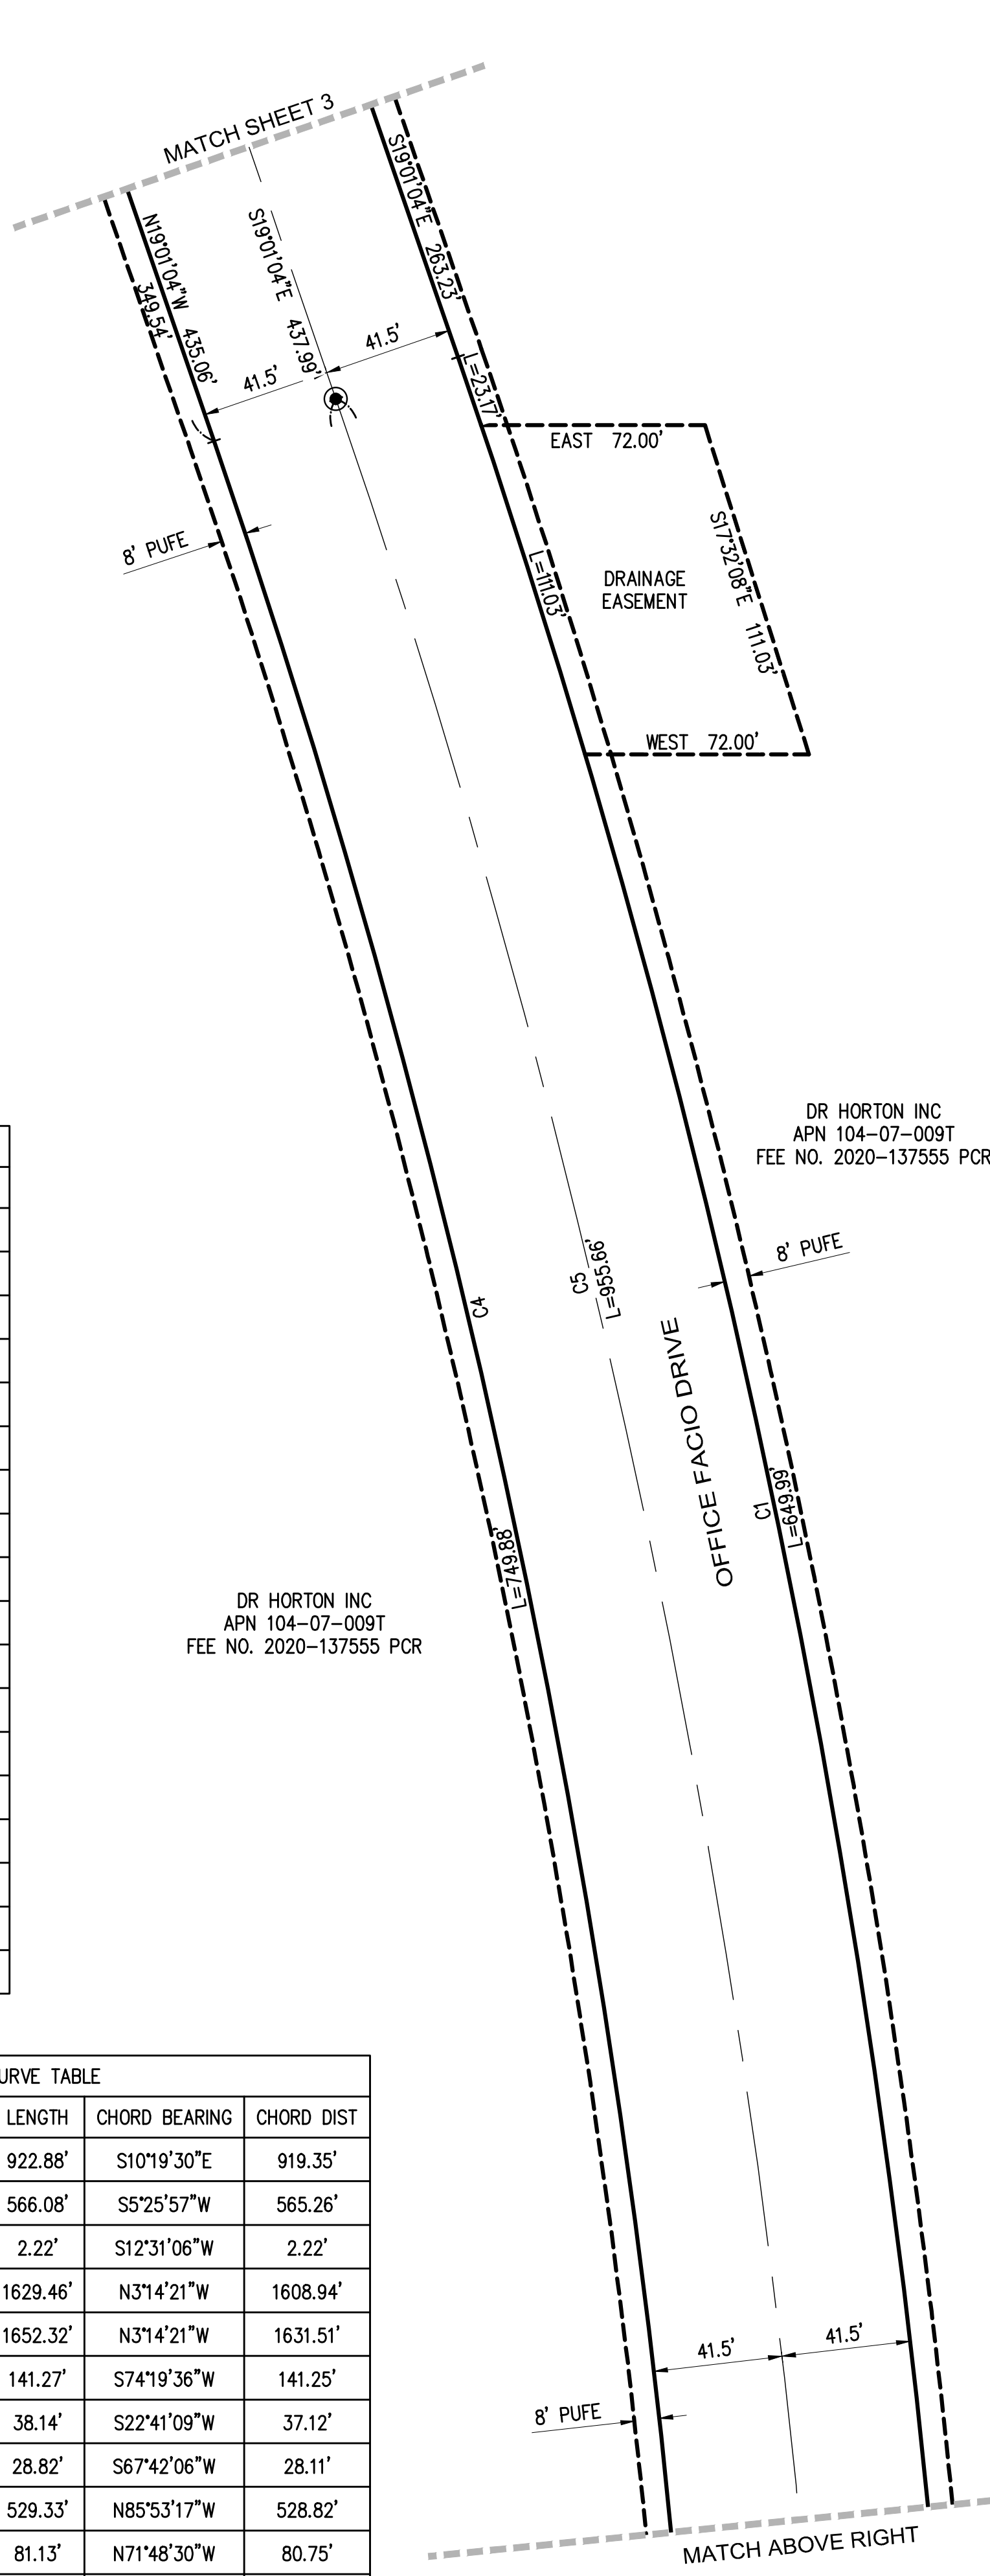 MATCH SHEET 3
S19°01'04"E 263.23'
N19°01'04"W 435.06'
349.54'
S19°01'04"E 437.99'
41.5'
41.5'
L=23.17'
EAST 72.00'
8' PUFE
S17°32'08"E 111.03'
L=111.03'
DRAINAGE
EASEMENT
WEST 72.00'
DR HORTON INC
APN 104-07-009T
FEE NO. 2020-137555 PCR
8' PUFE
C5
L=955.66'
C4
OFFICE FACIO DRIVE
C1
L=649.99'
L=749.88'
DR HORTON INC
APN 104-07-009T
FEE NO. 2020-137555 PCR
URVE TABLE
LENGTH CHORD BEARING CHORD DIST
922.88' S10°19'30"E 919.35'
566.08' S5°25'57"W 565.26'
2.22' S12°31'06"W 2.22'
1629.46' N3°14'21"W 1608.94'
1652.32' N3°14'21"W 1631.51'
141.27' S74°19'36"W 141.25'
38.14' S22°41'09"W 37.12'
28.82' S67°42'06"W 28.11'
529.33' N85°53'17"W 528.82'
81.13' N71°48'30"W 80.75'
41.5'
41.5'
8' PUFE
MATCH ABOVE RIGHT